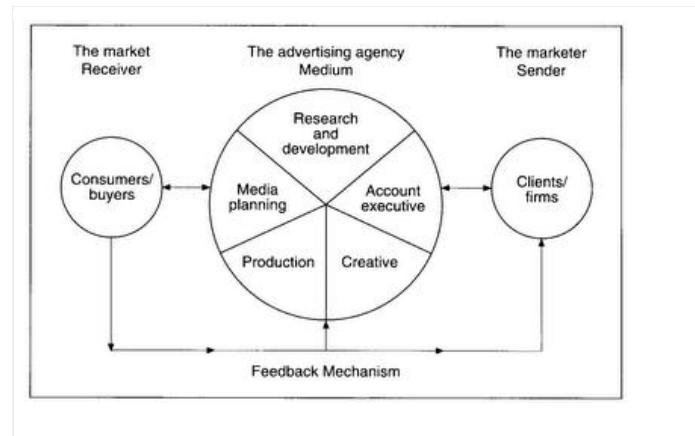 The market
Receiver
The advertising agency
Medium
The marketer
Sender
Research
and
development
Consumers/
buyers
Media
planning
Account
executive
Clients/
firms
Production
Creative
Feedback Mechanism